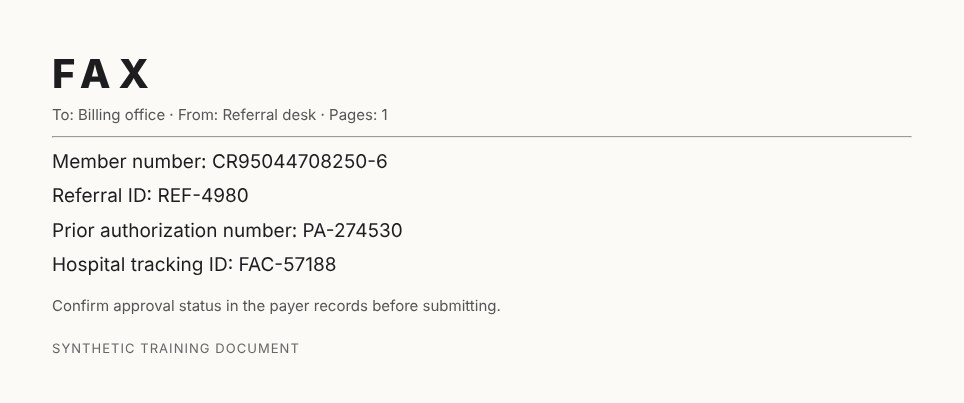 FAX
To: Billing office · From: Referral desk · Pages: 1
Member number: CR95044708250-6
Referral ID: REF-4980
Prior authorization number: PA-274530
Hospital tracking ID: FAC-57188
Confirm approval status in the payer records before submitting.
SYNTHETIC TRAINING DOCUMENT